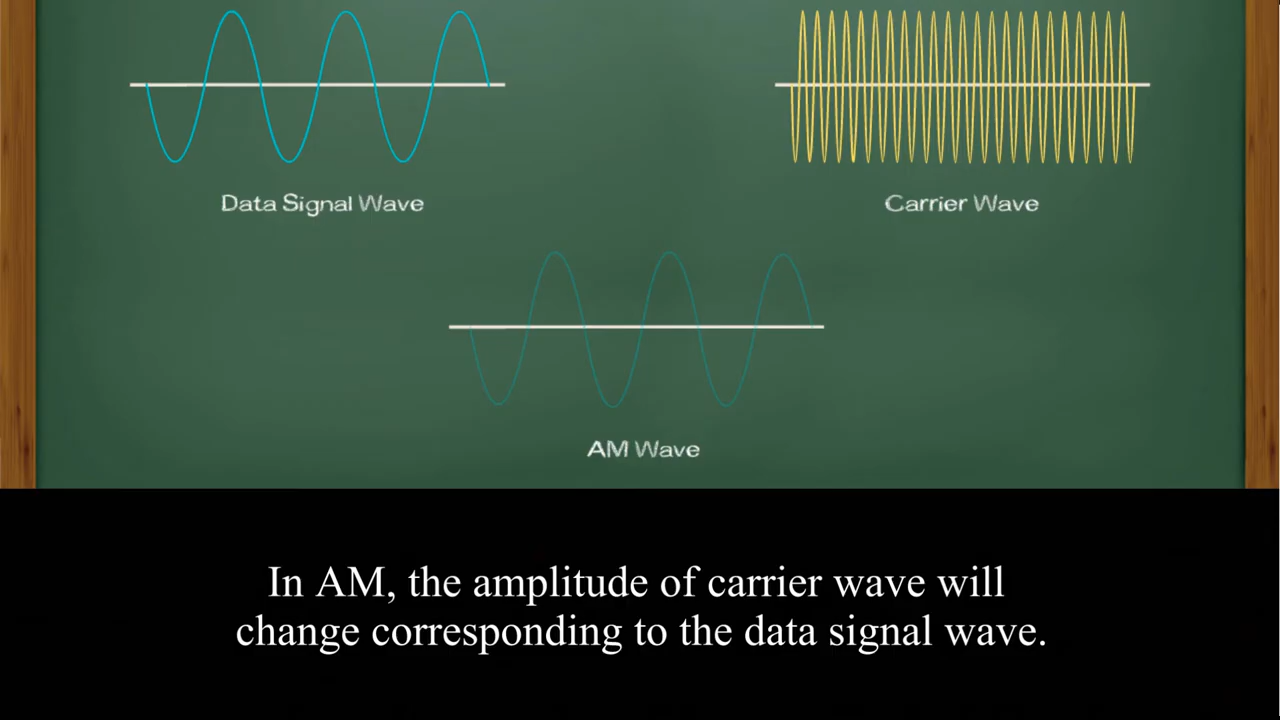 Data Signal Wave
Carrier Wave
AM Wave
In AM, the amplitude of carrier wave will
change corresponding to the data signal wave.